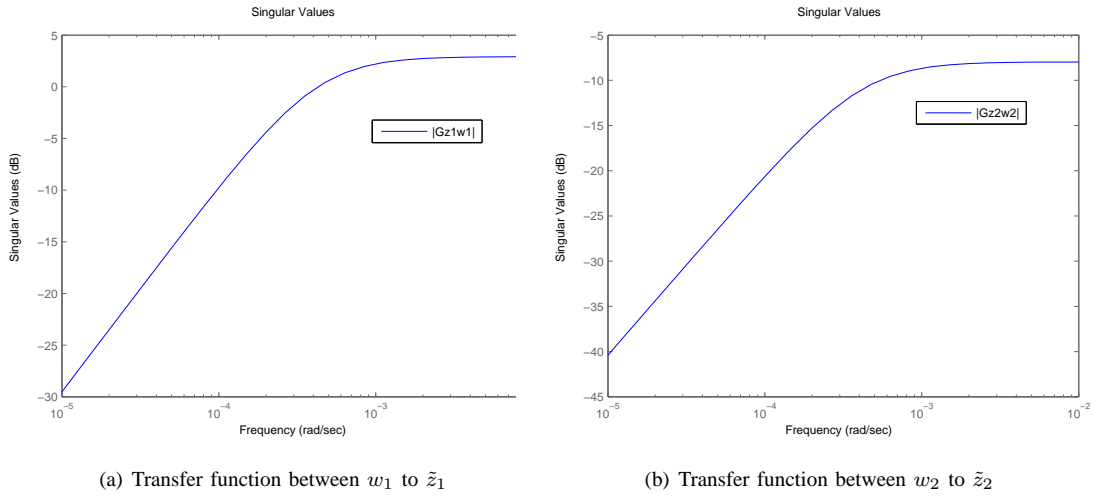 Singular Values
5
0
−5
−10
−15
−20
−25
−30
10^−5
10^−4
10^−3
Singular Values (dB)
Frequency (rad/sec)
|Gz1w1|
(a) Transfer function between w₁ to z̃₁
Singular Values
−5
−10
−15
−20
−25
−30
−35
−40
−45
10^−5
10^−4
10^−3
10^−2
Singular Values (dB)
Frequency (rad/sec)
|Gz2w2|
(b) Transfer function between w₂ to z̃₂